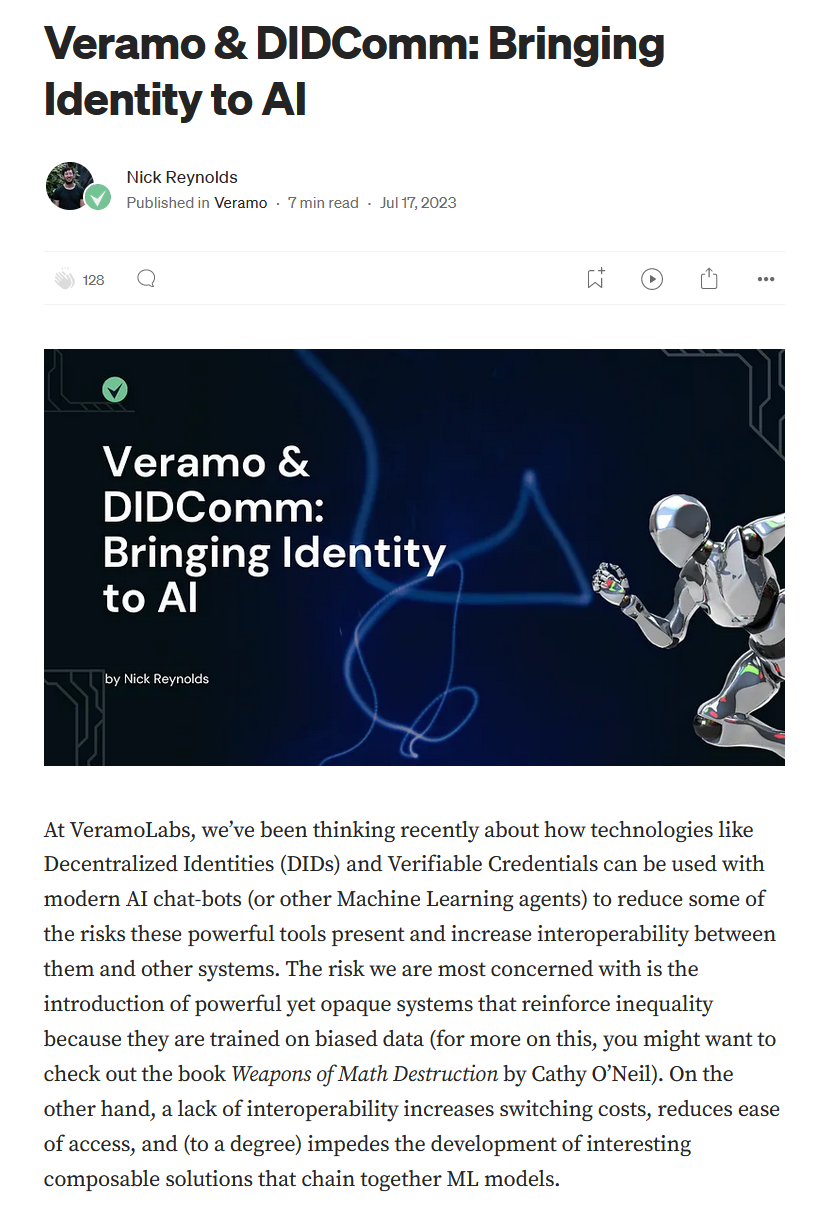 Veramo & DIDComm: Bringing
Identity to AI
Nick Reynolds
Published in Veramo · 7 min read · Jul 17, 2023
128
Veramo &
DIDComm:
Bringing Identity
to AI
by Nick Reynolds
At VeramoLabs, we’ve been thinking recently about how technologies like
Decentralized Identities (DIDs) and Verifiable Credentials can be used with
modern AI chat-bots (or other Machine Learning agents) to reduce some of
the risks these powerful tools present and increase interoperability between
them and other systems. The risk we are most concerned with is the
introduction of powerful yet opaque systems that reinforce inequality
because they are trained on biased data (for more on this, you might want to
check out the book Weapons of Math Destruction by Cathy O’Neil). On the
other hand, a lack of interoperability increases switching costs, reduces ease
of access, and (to a degree) impedes the development of interesting
composable solutions that chain together ML models.